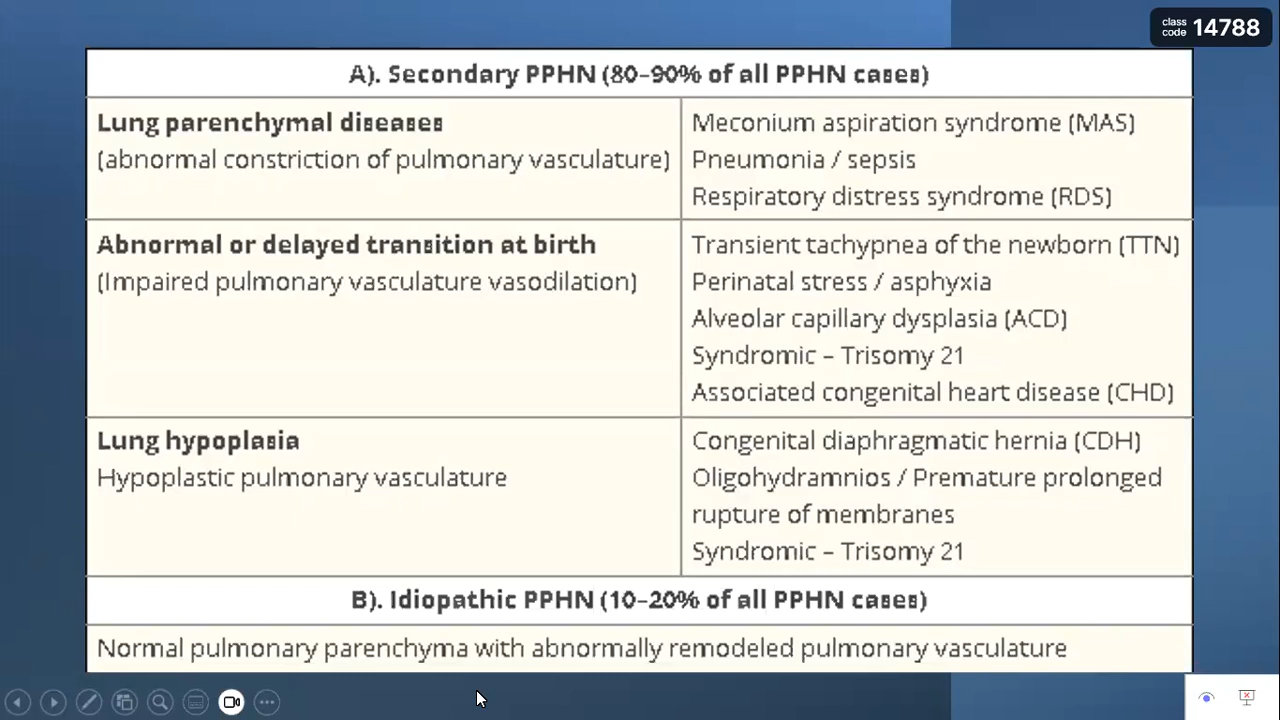 class
code 14788
A). Secondary PPHN (80–90% of all PPHN cases)
Lung parenchymal diseases
(abnormal constriction of pulmonary vasculature)
Meconium aspiration syndrome (MAS)
Pneumonia / sepsis
Respiratory distress syndrome (RDS)
Abnormal or delayed transition at birth
(Impaired pulmonary vasculature vasodilation)
Transient tachypnea of the newborn (TTN)
Perinatal stress / asphyxia
Alveolar capillary dysplasia (ACD)
Syndromic – Trisomy 21
Associated congenital heart disease (CHD)
Lung hypoplasia
Hypoplastic pulmonary vasculature
Congenital diaphragmatic hernia (CDH)
Oligohydramnios / Premature prolonged
rupture of membranes
Syndromic – Trisomy 21
B). Idiopathic PPHN (10–20% of all PPHN cases)
Normal pulmonary parenchyma with abnormally remodeled pulmonary vasculature